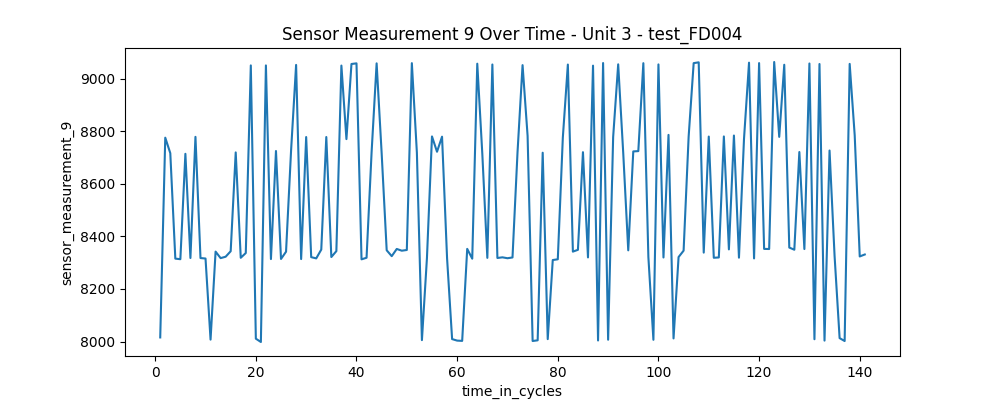 Sensor Measurement 9 Over Time - Unit 3 - test_FD004
sensor_measurement_9
9000
8800
8600
8400
8200
8000
0 20 40 60 80 100 120 140
time_in_cycles